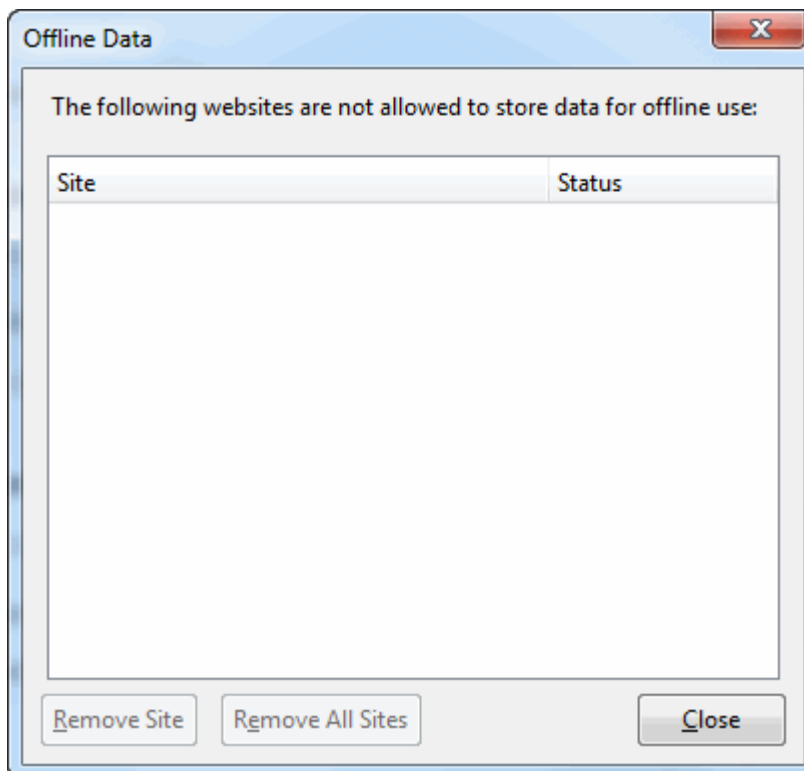 Offline Data
The following websites are not allowed to store data for offline use:
Site Status
Remove Site Remove All Sites Close